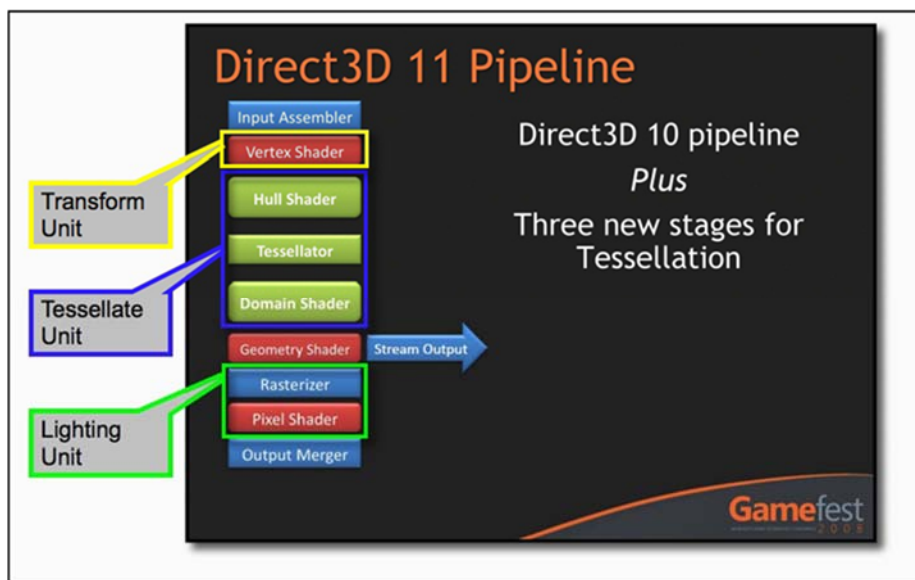 Direct3D 11 Pipeline
Input Assembler
Vertex Shader
Hull Shader
Tessellator
Domain Shader
Geometry Shader
Stream Output
Rasterizer
Pixel Shader
Output Merger
Transform
Unit
Tessellate
Unit
Lighting
Unit
Direct3D 10 pipeline
Plus
Three new stages for
Tessellation
Gamefest
2008